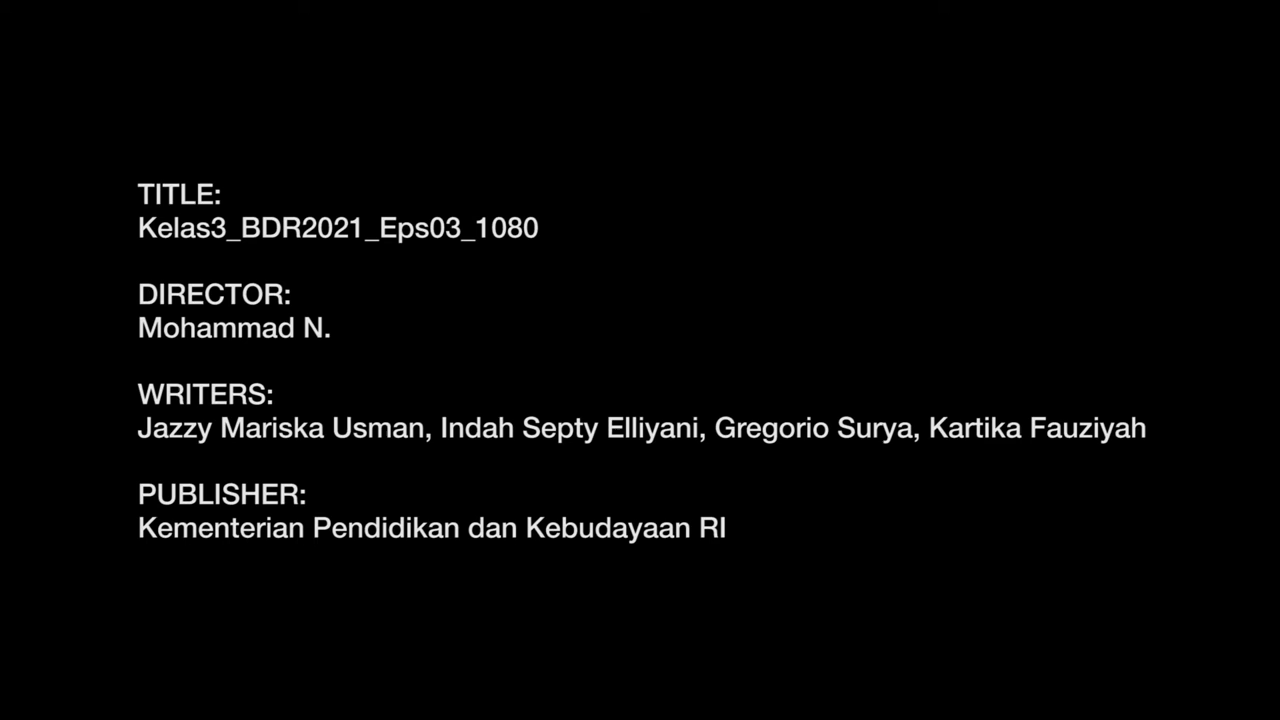 TITLE:
Kelas3_BDR2021_Eps03_1080
DIRECTOR:
Mohammad N.
WRITERS:
Jazzy Mariska Usman, Indah Septy Elliyani, Gregorio Surya, Kartika Fauziyah
PUBLISHER:
Kementerian Pendidikan dan Kebudayaan RI